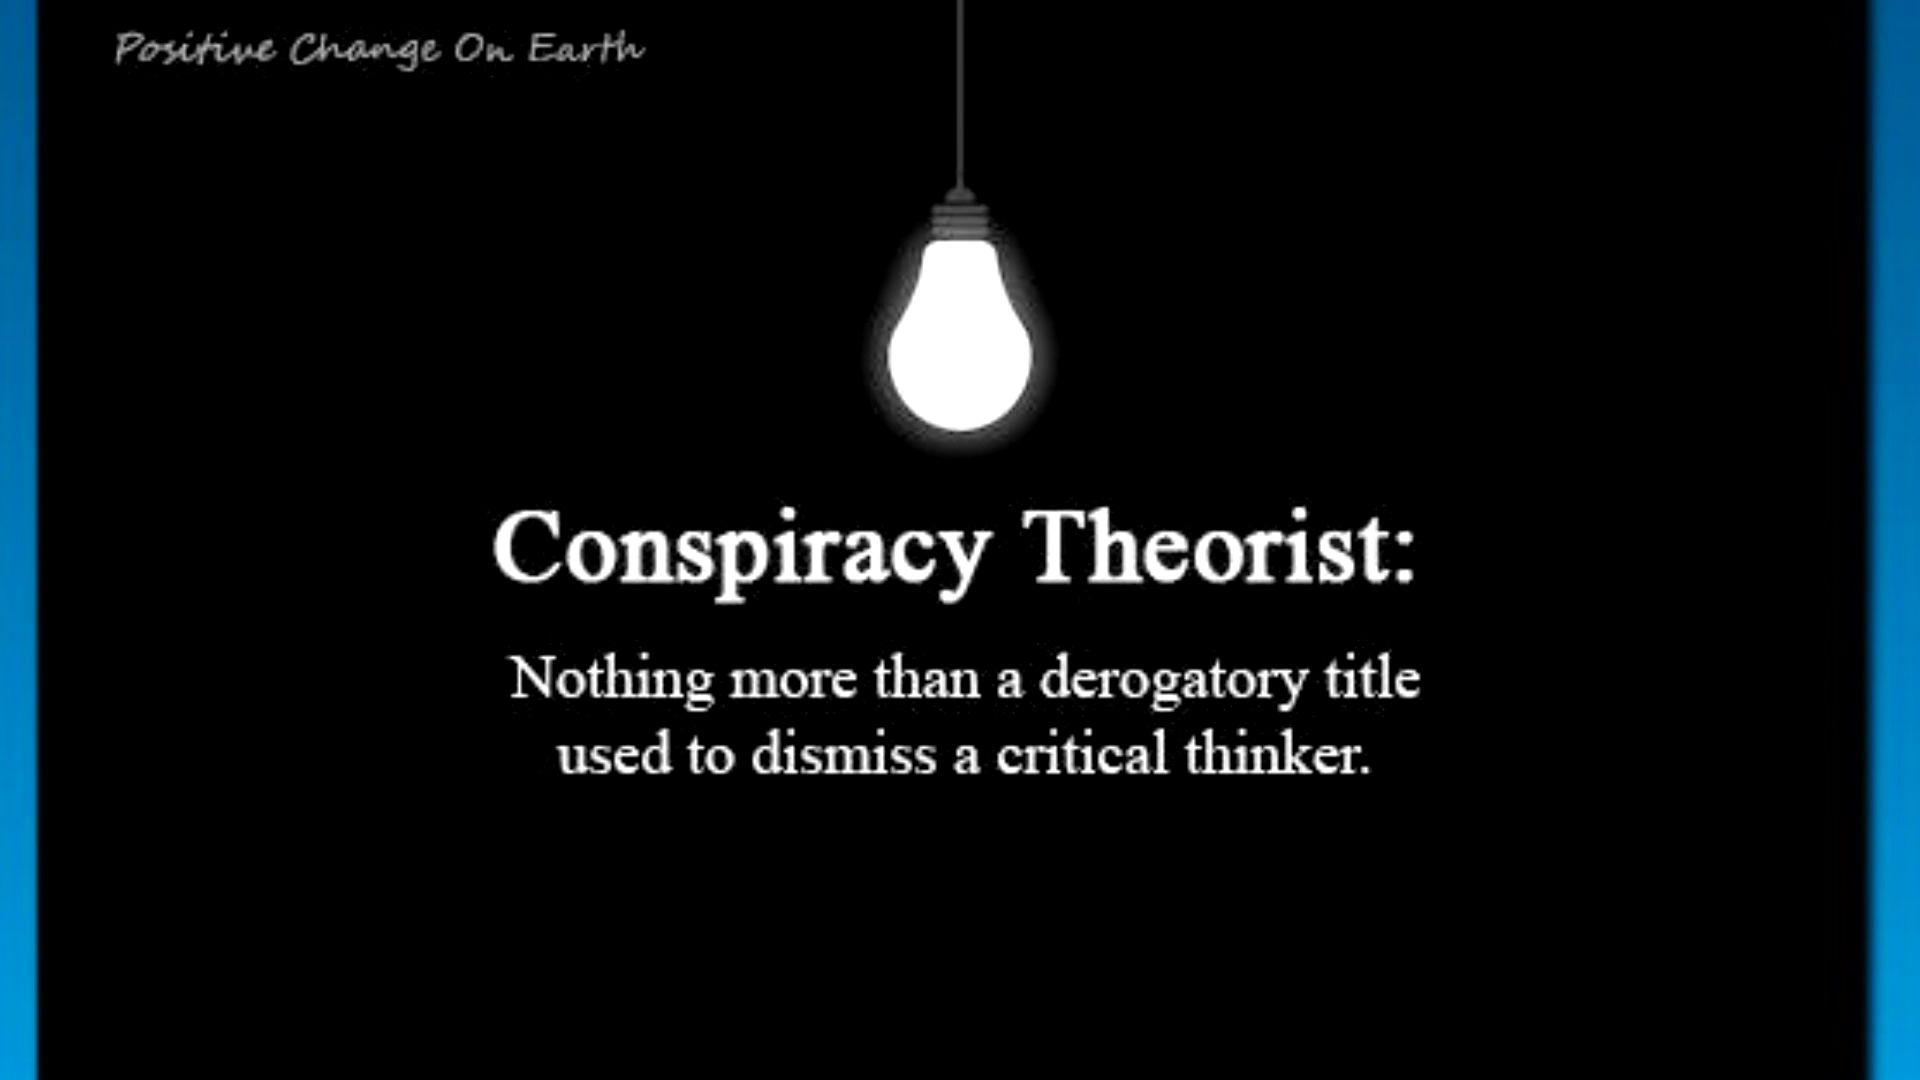 Positive Change On Earth
Conspiracy Theorist:
Nothing more than a derogatory title
used to dismiss a critical thinker.